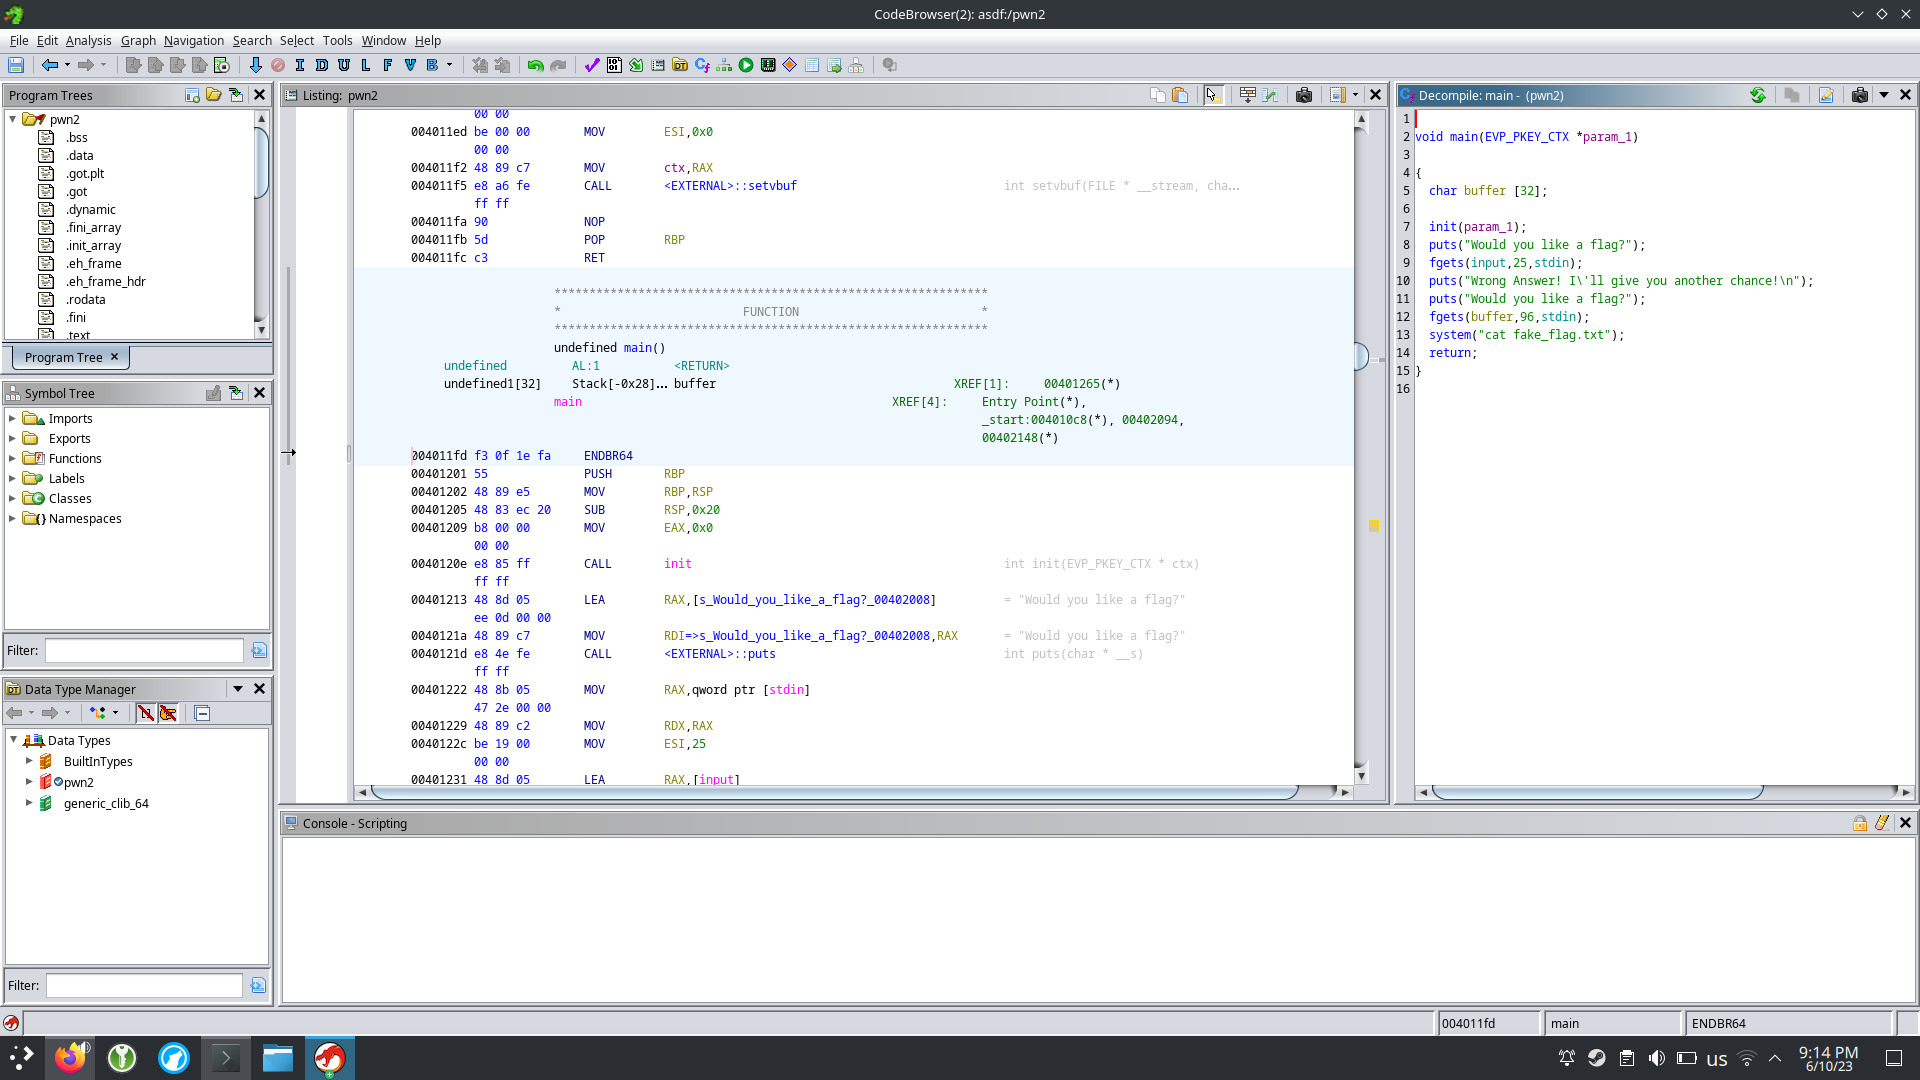 CodeBrowser(2): asdf:/pwn2
File Edit Analysis Graph Navigation Search Select Tools Window Help
I D U L F V B
Program Trees
pwn2
.bss
.data
.got.plt
.got
.dynamic
.fini_array
.init_array
.eh_frame
.eh_frame_hdr
.rodata
.fini
.text
Program Tree
Symbol Tree
Imports
Exports
Functions
Labels
Classes
Namespaces
Filter:
Data Type Manager
Data Types
BuiltInTypes
pwn2
generic_clib_64
Filter:
Listing: pwn2
00 00
004011ed be 00 00 MOV ESI,0x0
00 00
004011f2 48 89 c7 MOV ctx,RAX
004011f5 e8 a6 fe CALL <EXTERNAL>::setvbuf int setvbuf(FILE * __stream, cha...
ff ff
004011fa 90 NOP
004011fb 5d POP RBP
004011fc c3 RET
**************************************************************
* FUNCTION *
**************************************************************
undefined main()
undefined AL:1 <RETURN>
undefined1[32] Stack[-0x28]... buffer XREF[1]: 00401265(*)
main XREF[4]: Entry Point(*),
_start:004010c8(*), 00402094,
00402148(*)
004011fd f3 0f 1e fa ENDBR64
00401201 55 PUSH RBP
00401202 48 89 e5 MOV RBP,RSP
00401205 48 83 ec 20 SUB RSP,0x20
00401209 b8 00 00 MOV EAX,0x0
00 00
0040120e e8 85 ff CALL init int init(EVP_PKEY_CTX * ctx)
ff ff
00401213 48 8d 05 LEA RAX,[s_Would_you_like_a_flag?_00402008] = "Would you like a flag?"
ee 0d 00 00
0040121a 48 89 c7 MOV RDI=>s_Would_you_like_a_flag?_00402008,RAX = "Would you like a flag?"
0040121d e8 4e fe CALL <EXTERNAL>::puts int puts(char * __s)
ff ff
00401222 48 8b 05 MOV RAX,qword ptr [stdin]
47 2e 00 00
00401229 48 89 c2 MOV RDX,RAX
0040122c be 19 00 MOV ESI,25
00 00
00401231 48 8d 05 LEA RAX,[input]
Decompile: main - (pwn2)
1
2 void main(EVP_PKEY_CTX *param_1)
3
4 {
5 char buffer [32];
6
7 init(param_1);
8 puts("Would you like a flag?");
9 fgets(input,25,stdin);
10 puts("Wrong Answer! I\'ll give you another chance!\n");
11 puts("Would you like a flag?");
12 fgets(buffer,96,stdin);
13 system("cat fake_flag.txt");
14 return;
15 }
16
Console - Scripting
004011fd main ENDBR64
us
9:14 PM
6/10/23